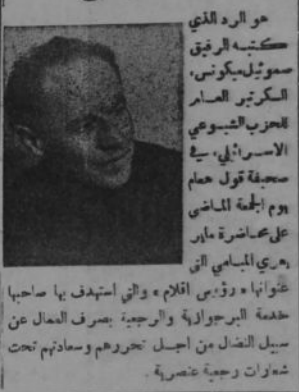 هو الرد الذي
كتبه الرفيق
صموئيل ميكونس،
السكرتير العام
للحزب الشيوعي
الاسرائيلي، في
صحيفة قول هعام
يوم الجمعة الماضي
على محاضرة ماير
يعري المبامي التي
عنوانها « رؤيس اقلام » والتي استهدف بها صاحبها
خدمة البرجوازية والرجعية بصرف العمال عن
سبيل النضال من اجل تحررهم وسعادتهم تحت
شعارات رجعية عنصرية .